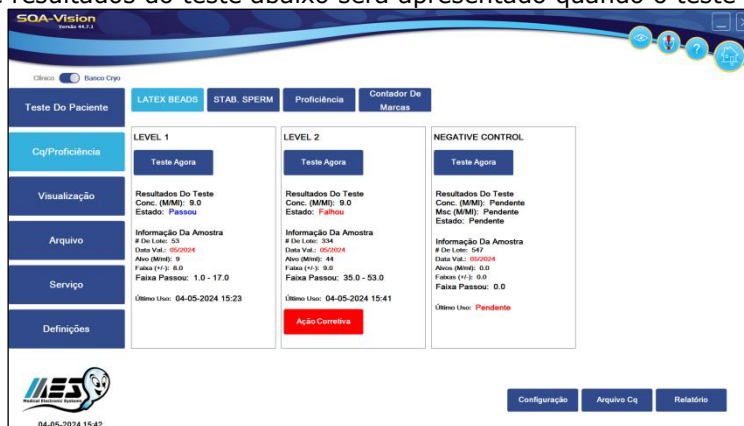 resultados do teste abaixo será apresentado quando o teste
SQA-Vision
Versão 44.7.1
Clínico Banco Cryo
Teste Do Paciente
Cq/Proficiência
Visualização
Arquivo
Serviço
Definições
LATEX BEADS STAB. SPERM Proficiência Contador De Marcas
LEVEL 1
Teste Agora
Resultados Do Teste
Conc. (M/Ml): 9.0
Estado: Passou
Informação Da Amostra
# De Lote: 53
Data Val.: 05/2024
Alvo (M/ml): 9
Faixa (+/-): 8.0
Faixa Passou: 1.0 - 17.0
Último Uso: 04-05-2024 15:23
LEVEL 2
Teste Agora
Resultados Do Teste
Conc. (M/Ml): 9.0
Estado: Falhou
Informação Da Amostra
# De Lote: 334
Data Val.: 05/2024
Alvo (M/ml): 44
Faixa (+/-): 9.0
Faixa Passou: 35.0 - 53.0
Último Uso: 04-05-2024 15:41
Ação Corretiva
NEGATIVE CONTROL
Teste Agora
Resultados Do Teste
Conc. (M/Ml): Pendente
Msc (M/Ml): Pendente
Estado: Pendente
Informação Da Amostra
# De Lote: 547
Data Val.: 05/2024
Alvos (M/ml): 0.0
Faixas (+/-): 0.0
Faixa Passou: 0.0
Último Uso: Pendente
MES
Medical Electronic Systems
04-05-2024 15:42
Configuração Arquivo Cq Relatório